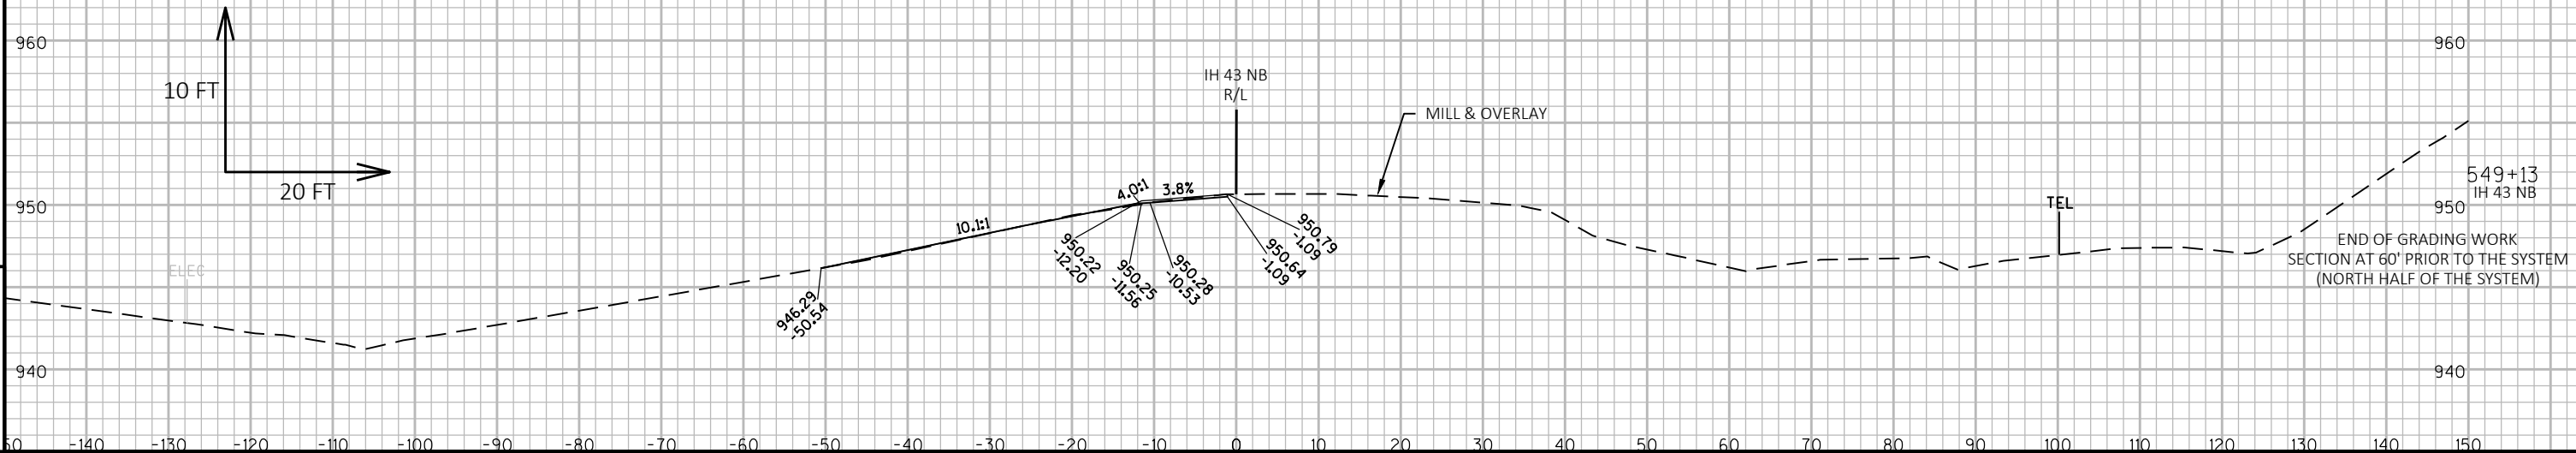 960
960
10 FT
20 FT
IH 43 NB
R/L
MILL & OVERLAY
4.0:1
3.8%
10.1:1
950
950
549+13
IH 43 NB
TEL
ELEC
946.29
-50.54
950.22
-12.20
950.25
-11.56
950.28
-10.53
950.64
-1.09
950.79
-1.09
END OF GRADING WORK
SECTION AT 60' PRIOR TO THE SYSTEM
(NORTH HALF OF THE SYSTEM)
940
940
50 -140 -130 -120 -110 -100 -90 -80 -70 -60 -50 -40 -30 -20 -10 0 10 20 30 40 50 60 70 80 90 100 110 120 130 140 150